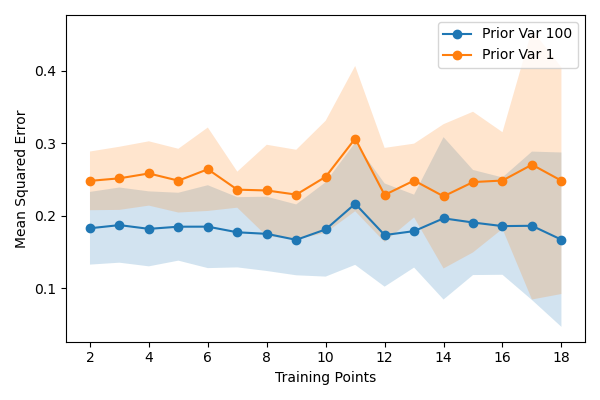 Prior Var 100
Prior Var 1
0.4
0.3
0.2
0.1
Mean Squared Error
2 4 6 8 10 12 14 16 18
Training Points